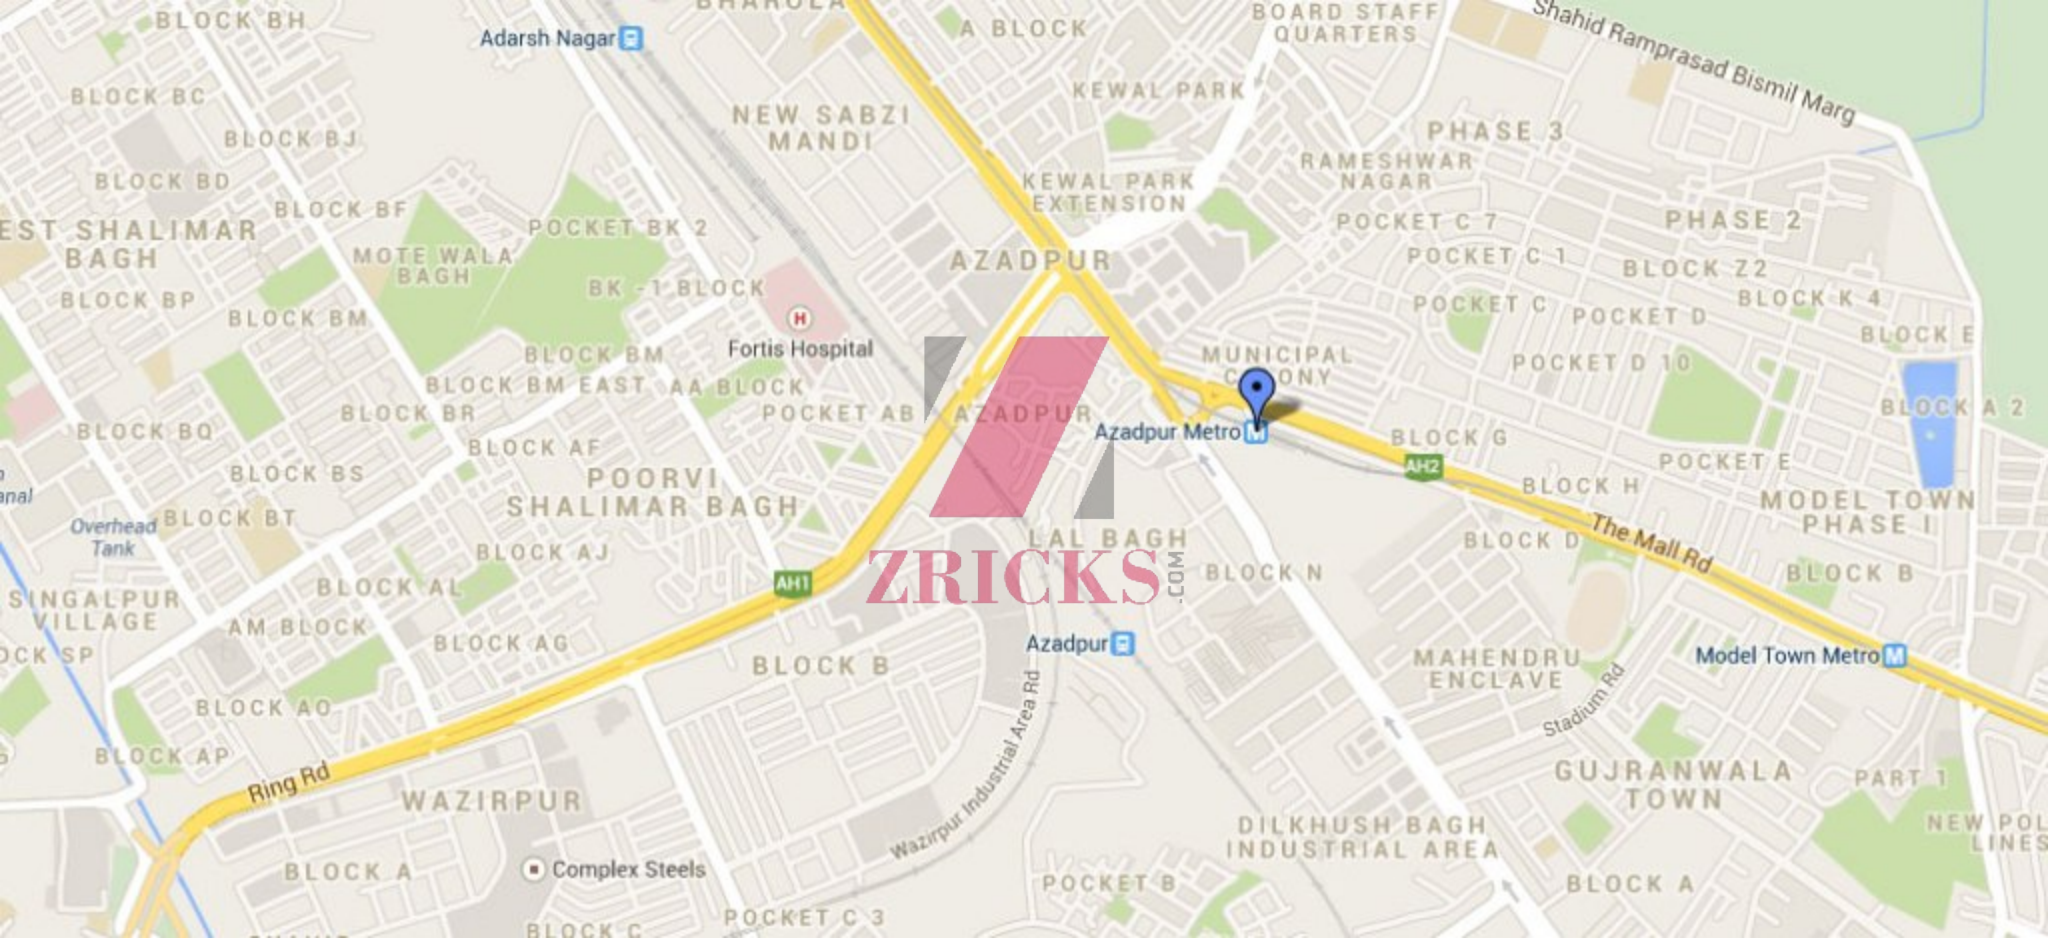 BLOCK BH
Adarsh Nagar
A BLOCK
BOARD STAFF
QUARTERS
Shahid Ramprasad Bismil Marg
BLOCK BC
BLOCK BJ
NEW SABZI
MANDI
KEWAL PARK
PHASE 3
BLOCK BD
BLOCK BF
KEWAL PARK
EXTENSION
RAMESHWAR
NAGAR
EST SHALIMAR
BAGH
POCKET BK 2
POCKET C 7
PHASE 2
MOTE WALA
BAGH
AZADPUR
POCKET C 1
BLOCK Z2
BLOCK BP
BK -1 BLOCK
POCKET C
BLOCK K 4
BLOCK BM
H
POCKET D
BLOCK E
Fortis Hospital
BLOCK BM
MUNICIPAL
COLONY
POCKET D 10
BLOCK BM EAST
AA BLOCK
BLOCK BR
POCKET AB
AZADPUR
BLOCK A 2
BLOCK BQ
BLOCK AF
Azadpur Metro
M
BLOCK G
BLOCK BS
POORVI
SHALIMAR BAGH
AH2
POCKET E
BLOCK H
anal
Overhead
Tank
BLOCK BT
MODEL TOWN
PHASE I
The Mall Rd
BLOCK AJ
LAL BAGH
BLOCK D
ZRICKS
.COM
BLOCK AL
AH1
BLOCK N
BLOCK B
SINGALPUR
VILLAGE
AM BLOCK
BLOCK AG
Azadpur
OCK SP
BLOCK B
MAHENDRU
ENCLAVE
Model Town Metro
M
BLOCK AO
Stadium Rd
BLOCK AP
Ring Rd
Wazirpur Industrial Area Rd
GUJRANWALA
TOWN
PART 1
WAZIRPUR
DILKHUSH BAGH
INDUSTRIAL AREA
NEW POL
LINES
BLOCK A
Complex Steels
POCKET B
BLOCK A
POCKET C 3
BLOCK C